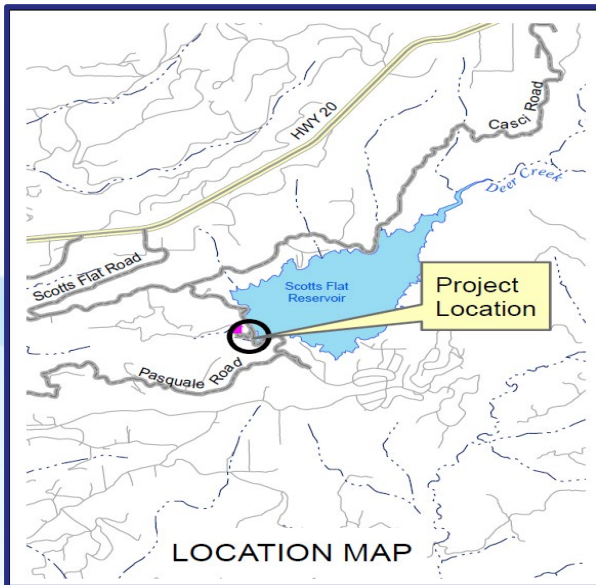 HWY 20
Casci Road
Deer Creek
Scotts Flat Road
Scotts Flat
Reservoir
Project
Location
Pasquale Road
LOCATION MAP